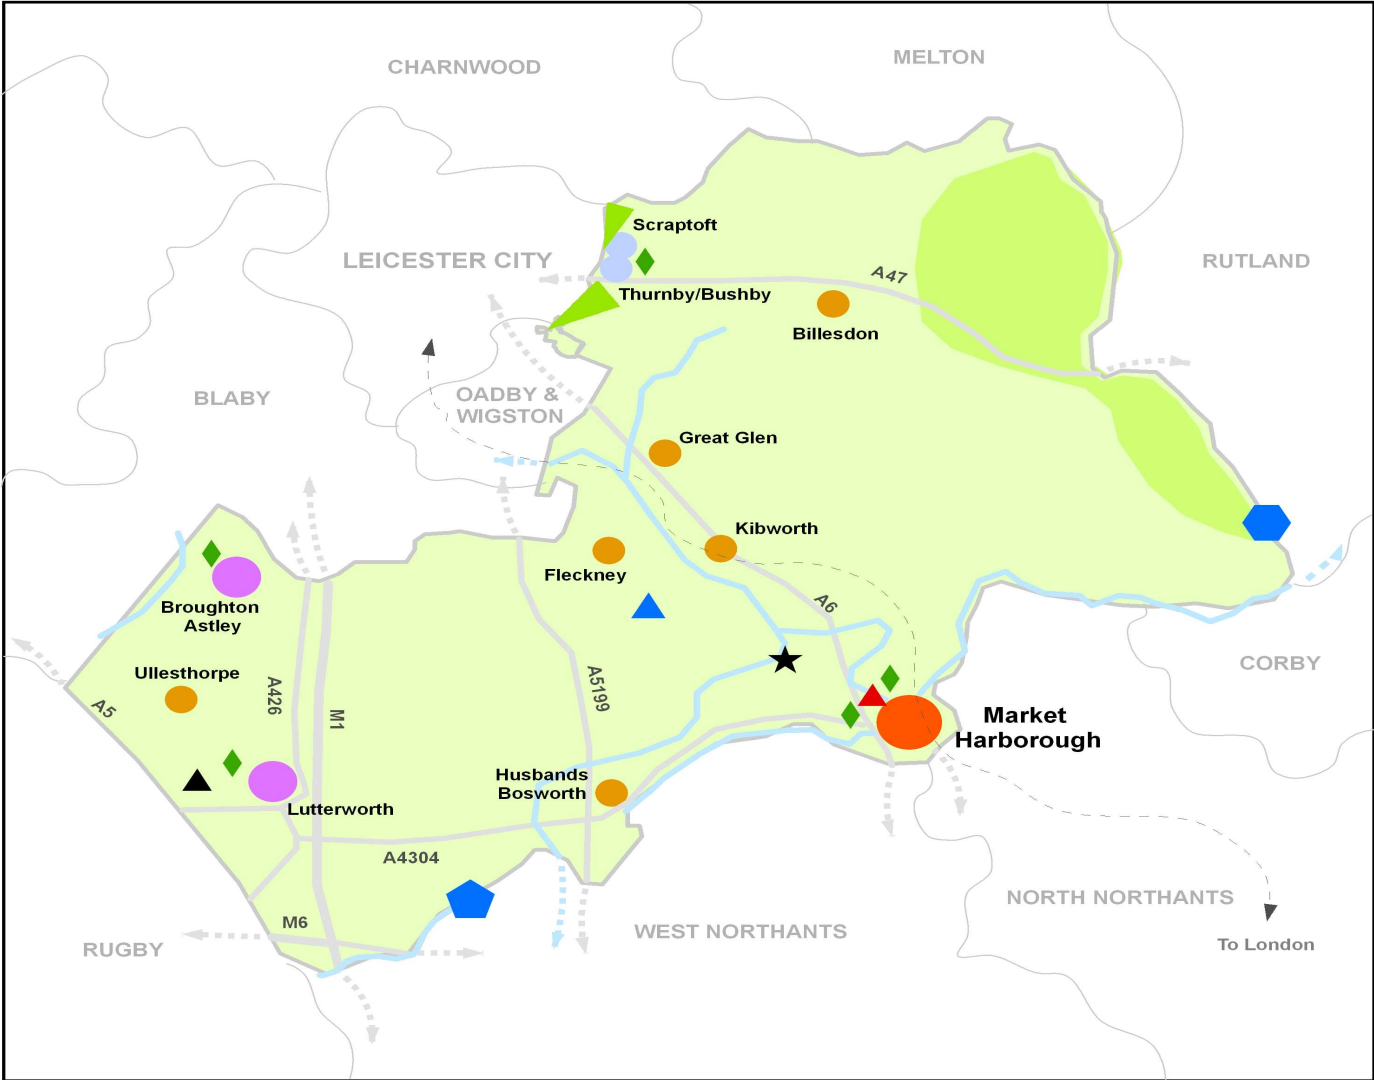 MELTON
CHARNWOOD
Scraptoft
LEICESTER CITY
RUTLAND
A47
Thurnby/Bushby
Billesdon
BLABY
OADBY &
WIGSTON
Great Glen
Kibworth
Fleckney
Broughton
Astley
A6
CORBY
Ullesthorpe
A5
A426
M1
A5199
Market
Harborough
Husbands
Bosworth
Lutterworth
A4304
NORTH NORTHANTS
M6
WEST NORTHANTS
RUGBY
To London